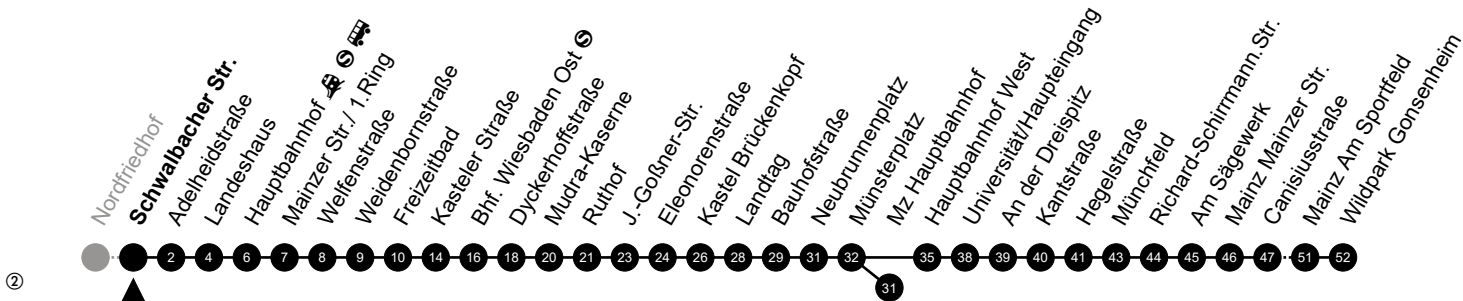 Nordfriedhof
Schwalbacher Str.
Adelheidstraße
Landeshaus
Hauptbahnhof S
Mainzer Str./ 1.Ring
Welfenstraße
Weidenbornstraße
Freizeitbad
Kasteler Straße
Bhf. Wiesbaden Ost S
Dyckerhoffstraße
Mudra-Kaserne
Ruthof
J.-Goßner-Str.
Eleonorenstraße
Kastel Brückenkopf
Landtag
Bauhofstraße
Neubrunnenplatz
Münsterplatz
Mz Hauptbahnhof
Hauptbahnhof West
Universität/Haupteingang
An der Dreispitz
Kantstraße
Hegelstraße
Münchfeld
Richard-Schirrmann.Str.
Am Sägewerk
Mainz Mainzer Str.
Canisiusstraße
Mainz Am Sportfeld
Wildpark Gonsenheim
2 4 6 7 8 9 10 14 16 18 20 21 23 24 26 28 29 31 32 35 38 39 40 41 43 44 45 46 47 51 52
② 31